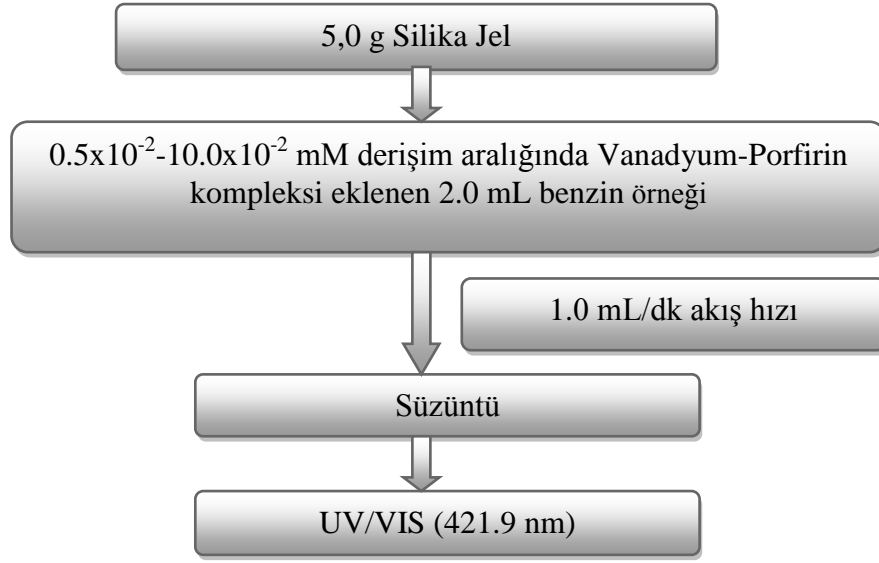 5,0 g Silika Jel
0.5x10⁻²-10.0x10⁻² mM derişim aralığında Vanadyum-Porfirin
kompleksi eklenen 2.0 mL benzin örneği
1.0 mL/dk akış hızı
Süzüntü
UV/VIS (421.9 nm)